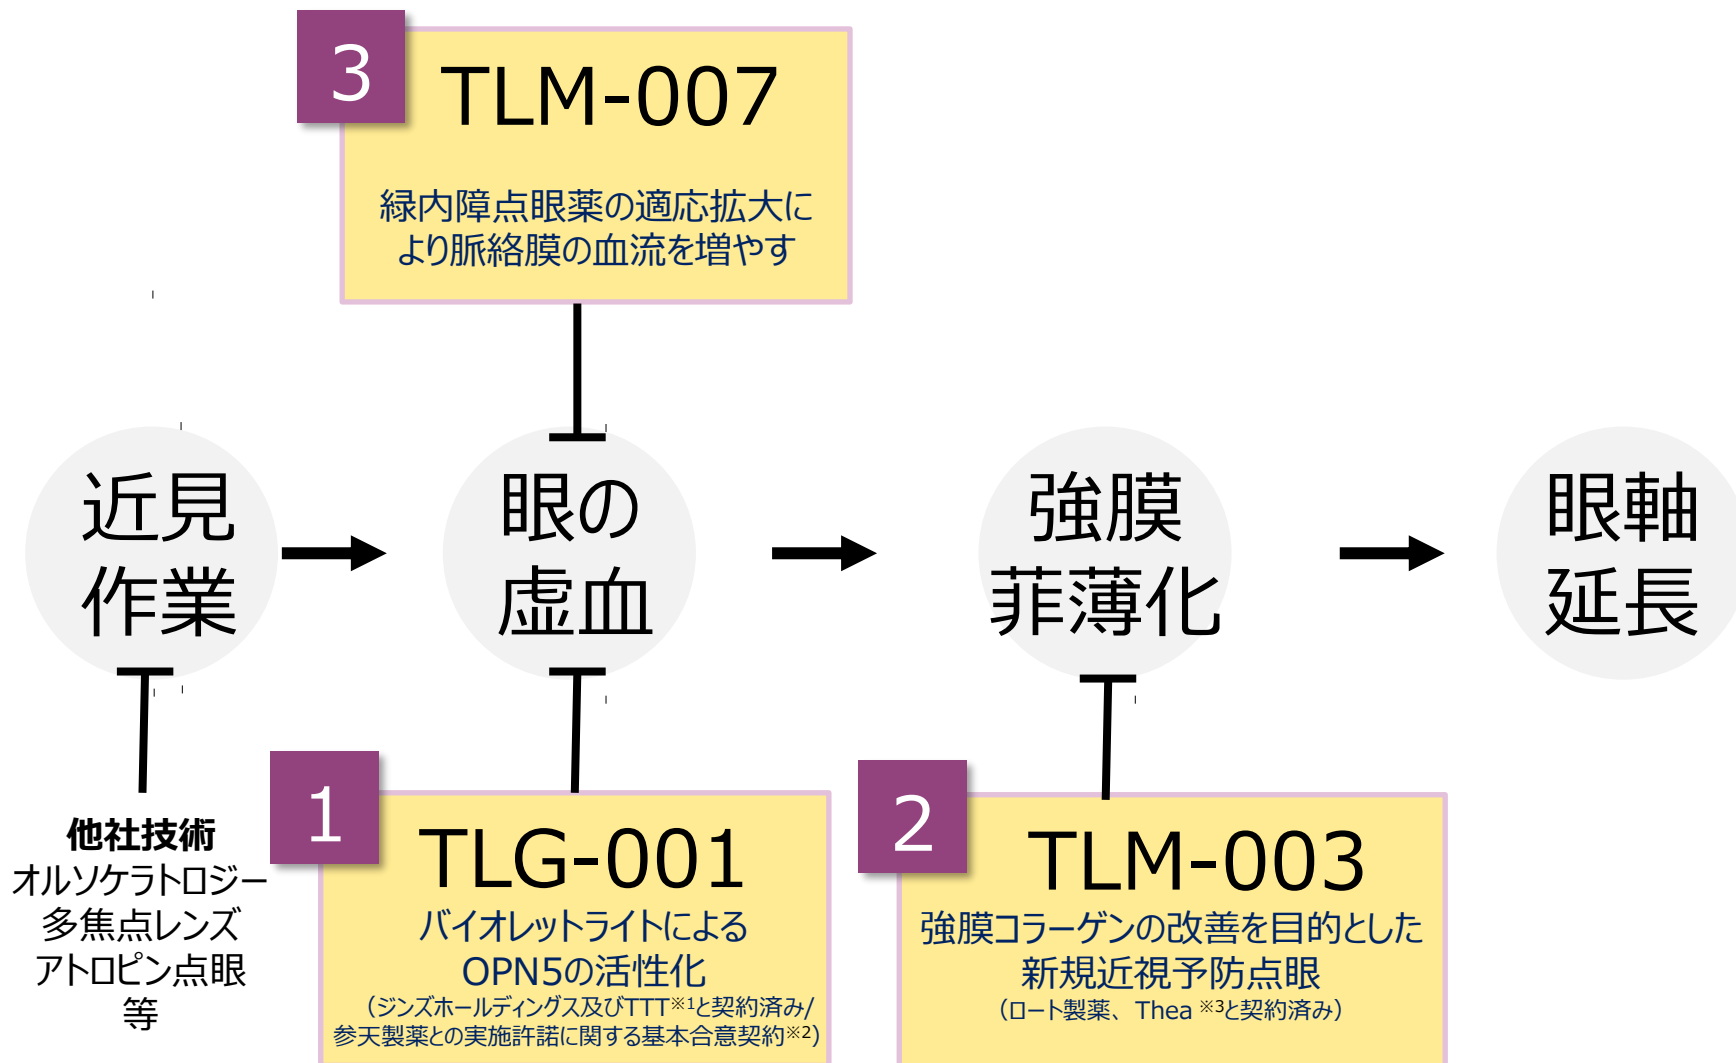 3
TLM-007
緑内障点眼薬の適応拡大に
より脈絡膜の血流を増やす
近見
作業
眼の
虚血
強膜
菲薄化
眼軸
延長
他社技術
オルソケラトロジー
多焦点レンズ
アトロピン点眼
等
1
TLG-001
バイオレットライトによる
OPN5の活性化
（ジンズホールディングス及びTTT※1と契約済み/
参天製薬との実施許諾に関する基本合意契約※2）
2
TLM-003
強膜コラーゲンの改善を目的とした
新規近視予防点眼
（ロート製薬、Thea ※3と契約済み）